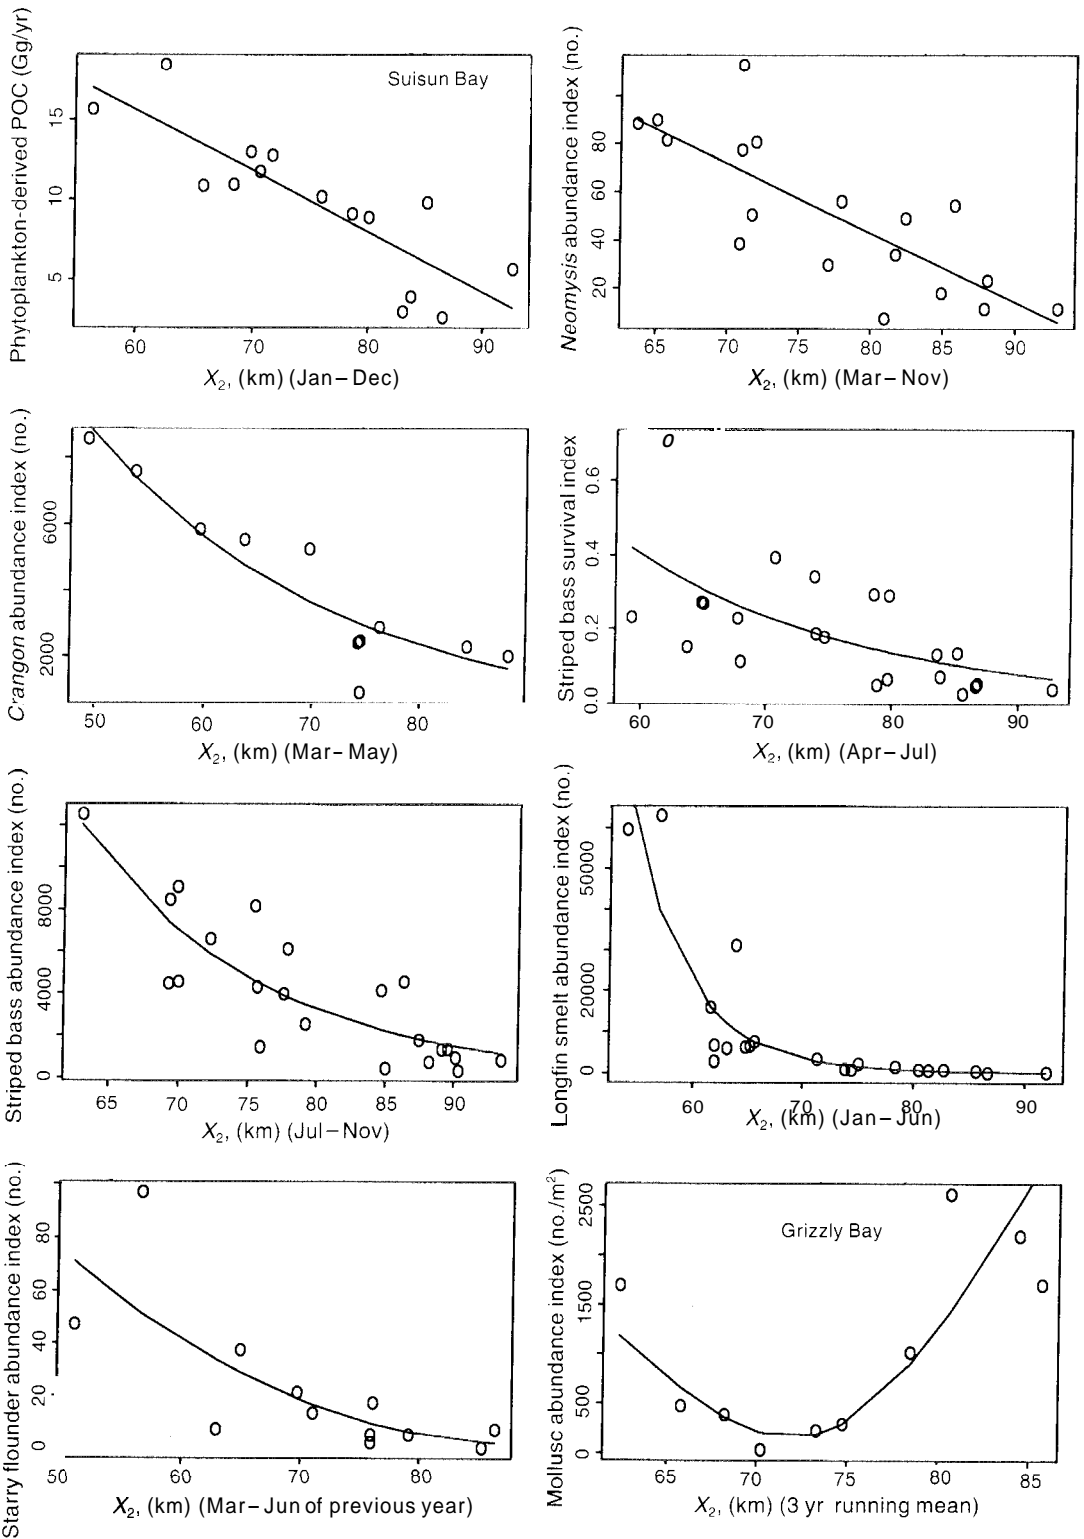 Phytoplankton-derived POC (Gg/yr)
15
10
5
Suisun Bay
60 70 80 90
X₂, (km) (Jan–Dec)
Neomysis abundance index (no.)
80
60
40
20
65 70 75 80 85 90
X₂, (km) (Mar–Nov)
Crangon abundance index (no.)
6000
2000
50 60 70 80
X₂, (km) (Mar–May)
Striped bass survival index
0.6
0.4
0.2
0.0
60 70 80 90
X₂, (km) (Apr–Jul)
Striped bass abundance index (no.)
8000
4000
0
65 70 75 80 85 90
X₂, (km) (Jul–Nov)
Longfin smelt abundance index (no.)
50000
20000
0
60 70 80 90
X₂, (km) (Jan–Jun)
Starry flounder abundance index (no.)
80
60
40
20
0
50 60 70 80
X₂, (km) (Mar–Jun of previous year)
Mollusc abundance index (no./m²)
2500
1500
500
0
Grizzly Bay
65 70 75 80 85
X₂, (km) (3 yr running mean)